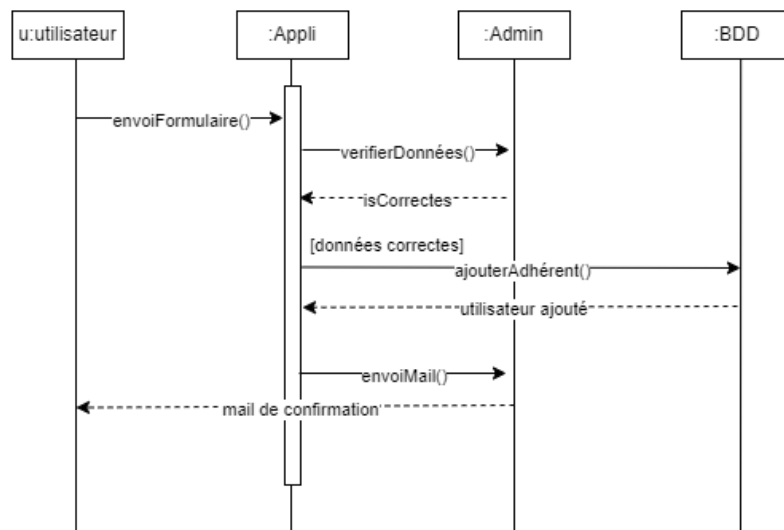 u:utilisateur
:Appli
:Admin
:BDD
envoiFormulaire()
verifierDonnées()
isCorrectes
[données correctes]
ajouterAdhérent()
utilisateur ajouté
envoiMail()
mail de confirmation